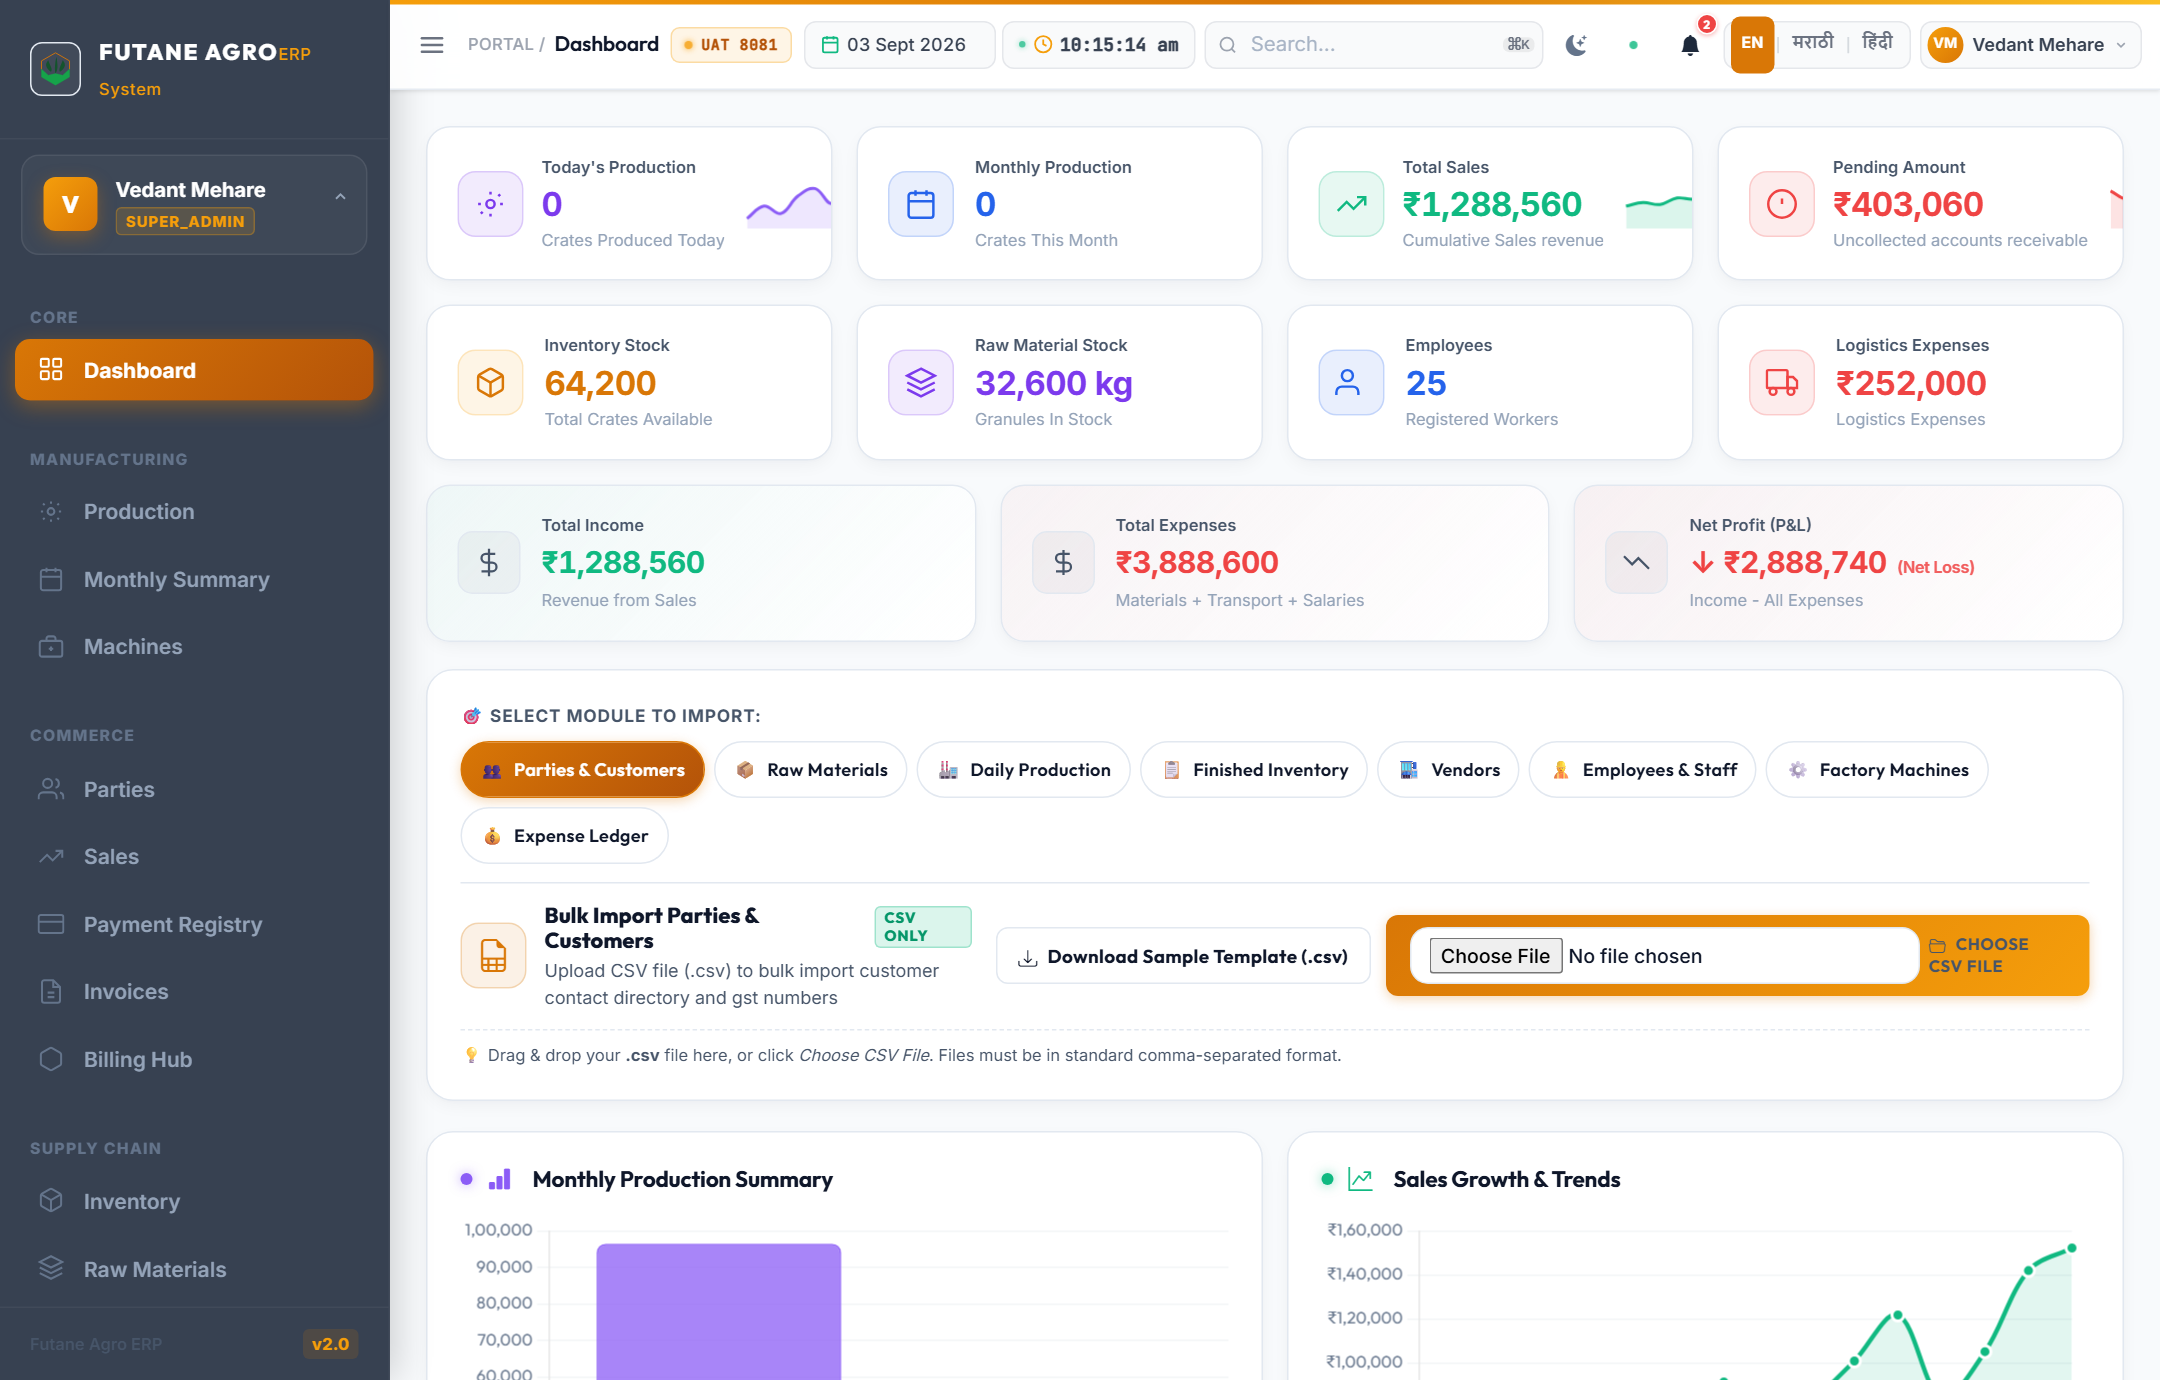 FUTANE AGRO ERP
System
V
Vedant Mehare
SUPER_ADMIN
CORE
Dashboard
MANUFACTURING
Production
Monthly Summary
Machines
COMMERCE
Parties
Sales
Payment Registry
Invoices
Billing Hub
SUPPLY CHAIN
Inventory
Raw Materials
Futane Agro ERP
v2.0
PORTAL / Dashboard
UAT 8081
03 Sept 2026
10:15:14 am
Search...
⌘K
2
EN | मराठी | हिंदी
VM
Vedant Mehare
Today's Production
0
Crates Produced Today
Monthly Production
0
Crates This Month
Total Sales
₹1,288,560
Cumulative Sales revenue
Pending Amount
₹403,060
Uncollected accounts receivable
Inventory Stock
64,200
Total Crates Available
Raw Material Stock
32,600 kg
Granules In Stock
Employees
25
Registered Workers
Logistics Expenses
₹252,000
Logistics Expenses
Total Income
₹1,288,560
Revenue from Sales
Total Expenses
₹3,888,600
Materials + Transport + Salaries
Net Profit (P&L)
↓ ₹2,888,740 (Net Loss)
Income - All Expenses
SELECT MODULE TO IMPORT:
Parties & Customers
Raw Materials
Daily Production
Finished Inventory
Vendors
Employees & Staff
Factory Machines
Expense Ledger
Bulk Import Parties &
Customers
CSV
ONLY
Upload CSV file (.csv) to bulk import customer
contact directory and gst numbers
Download Sample Template (.csv)
Choose File No file chosen
CHOOSE
CSV FILE
Drag & drop your .csv file here, or click Choose CSV File. Files must be in standard comma-separated format.
Monthly Production Summary
1,00,000
90,000
80,000
70,000
60,000
Sales Growth & Trends
₹1,60,000
₹1,40,000
₹1,20,000
₹1,00,000